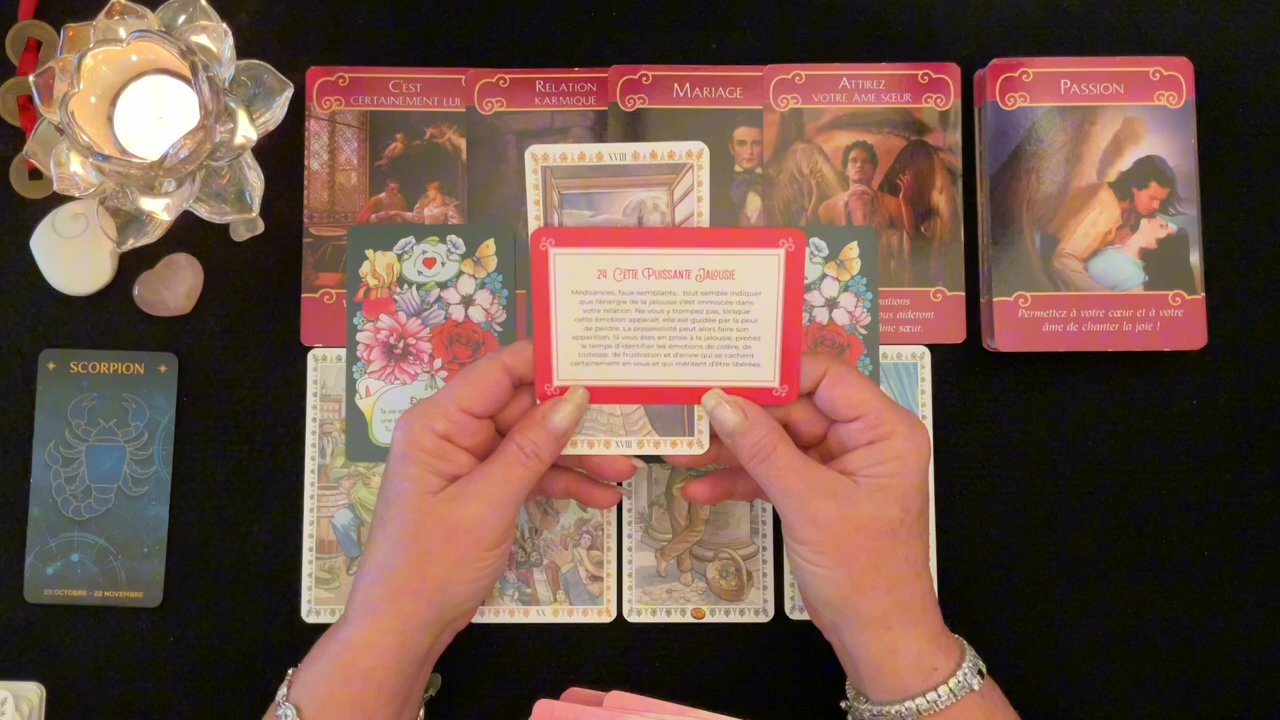 C'EST
CERTAINEMENT LUI
RELATION
KARMIQUE
MARIAGE
ATTIREZ
VOTRE ÂME SŒUR
PASSION
XVIII
24. CETTE PUISSANTE JALOUSIE
Médisances, faux-semblants... tout semble indiquer
que l'énergie de la jalousie s'est immiscée dans
votre relation. Ne vous y trompez pas, lorsque
cette émotion apparaît, elle est guidée par la peur
de perdre. La possessivité peut alors faire son
apparition. Si vous êtes en proie à la jalousie, prenez
le temps d'identifier les émotions de colère, de
tristesse, de frustration et d'envie qui se cachent
certainement en vous et qui méritent d'être libérées.
ous aideront
me sœur.
Permettez à votre cœur et à votre
âme de chanter la joie !
SCORPION
23 OCTOBRE - 22 NOVEMBRE
Ta vie
une
XVIII
XX